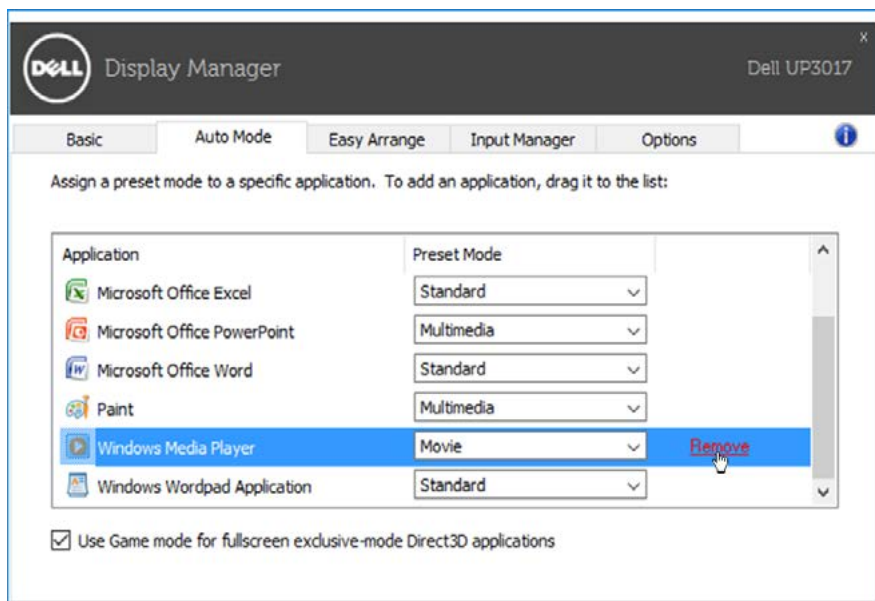 DELL Display Manager Dell UP3017 x
Basic Auto Mode Easy Arrange Input Manager Options i
Assign a preset mode to a specific application. To add an application, drag it to the list:
Application Preset Mode
Microsoft Office Excel Standard
Microsoft Office PowerPoint Multimedia
Microsoft Office Word Standard
Paint Multimedia
Windows Media Player Movie Remove
Windows Wordpad Application Standard
Use Game mode for fullscreen exclusive-mode Direct3D applications